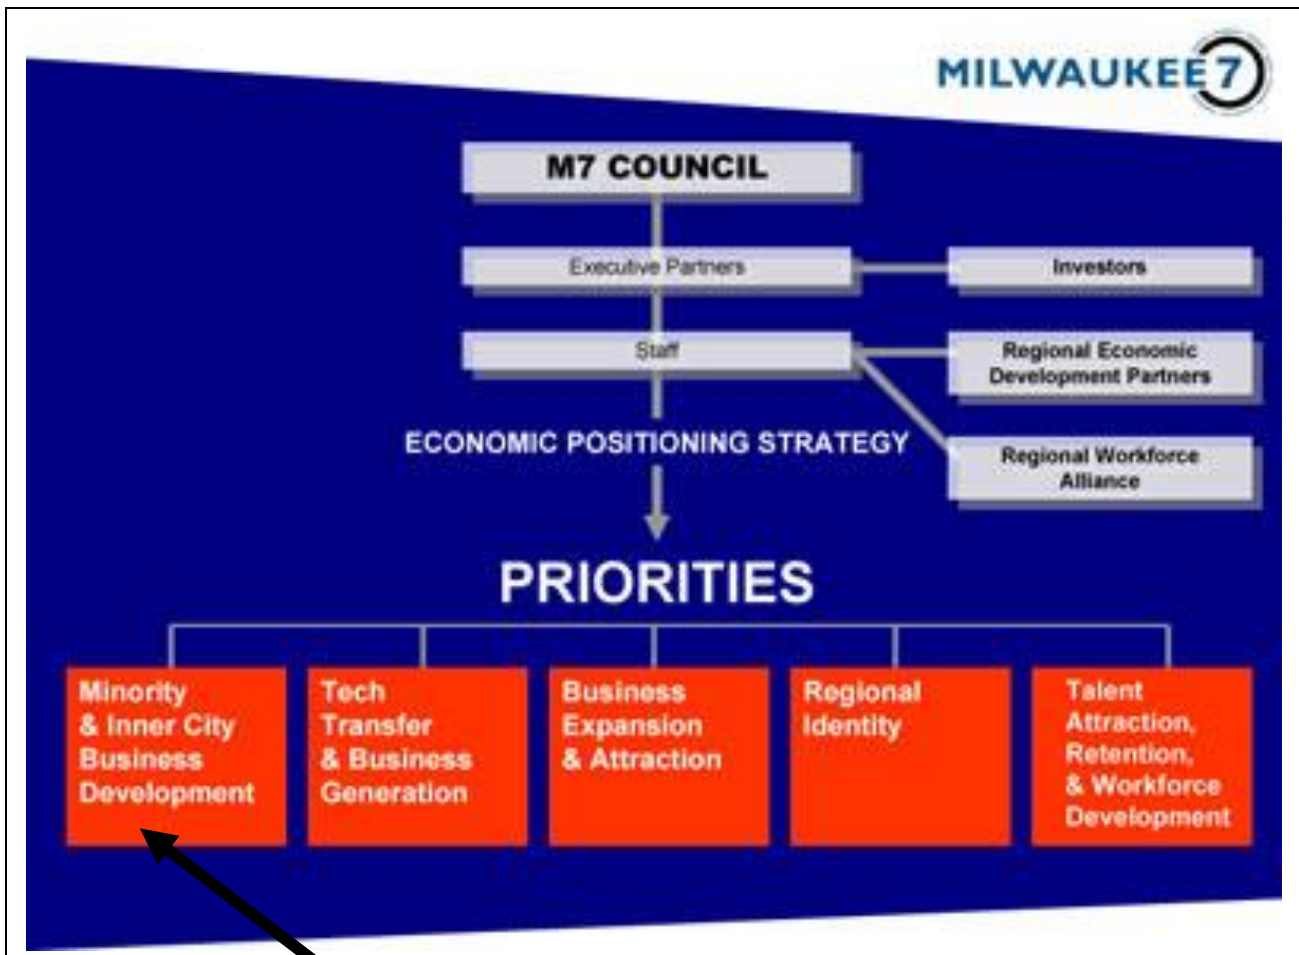 MILWAUKEE 7
M7 COUNCIL
Executive Partners
Investors
Staff
Regional Economic
Development Partners
ECONOMIC POSITIONING STRATEGY
Regional Workforce
Alliance
PRIORITIES
Minority
& Inner City
Business
Development
Tech
Transfer
& Business
Generation
Business
Expansion
& Attraction
Regional
Identity
Talent
Attraction,
Retention,
& Workforce
Development